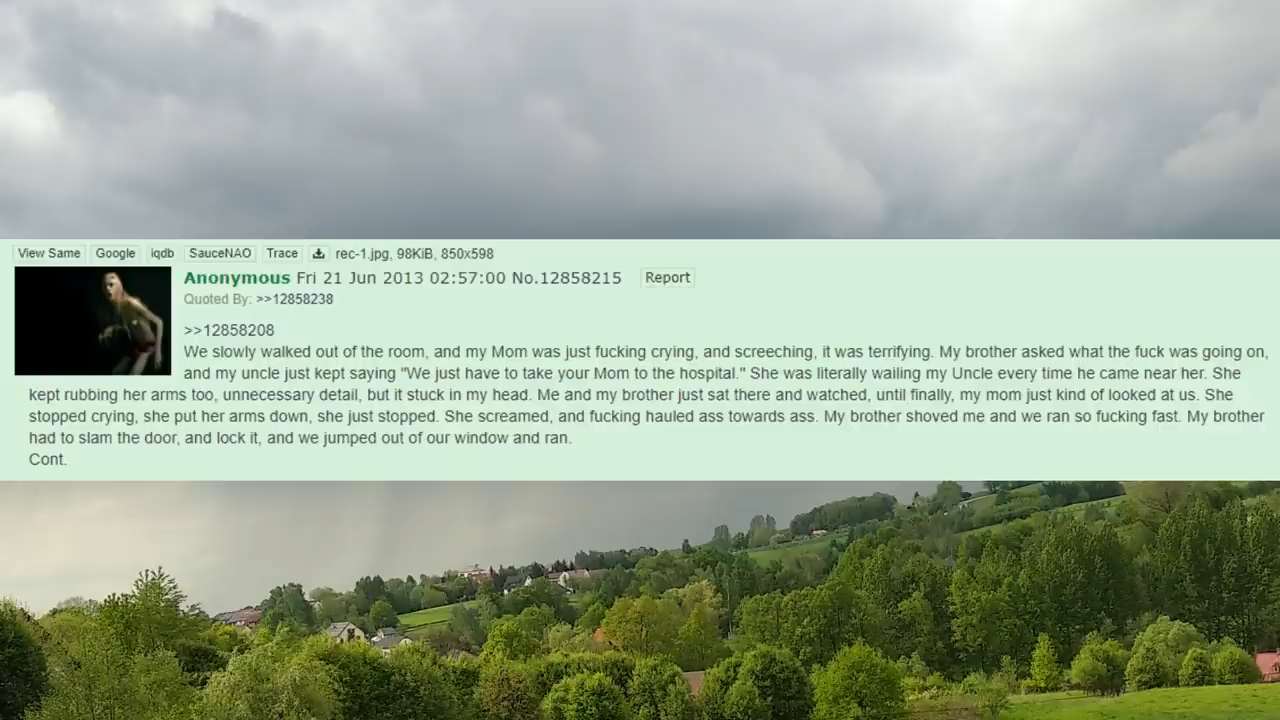 View Same Google iqdb SauceNAO Trace rec-1.jpg, 98KiB, 850x598
Anonymous Fri 21 Jun 2013 02:57:00 No.12858215 Report
Quoted By: >>12858238
>>12858208
We slowly walked out of the room, and my Mom was just fucking crying, and screeching, it was terrifying. My brother asked what the fuck was going on,
and my uncle just kept saying "We just have to take your Mom to the hospital." She was literally wailing my Uncle every time he came near her. She
kept rubbing her arms too, unnecessary detail, but it stuck in my head. Me and my brother just sat there and watched, until finally, my mom just kind of looked at us. She
stopped crying, she put her arms down, she just stopped. She screamed, and fucking hauled ass towards ass. My brother shoved me and we ran so fucking fast. My brother
had to slam the door, and lock it, and we jumped out of our window and ran.
Cont.